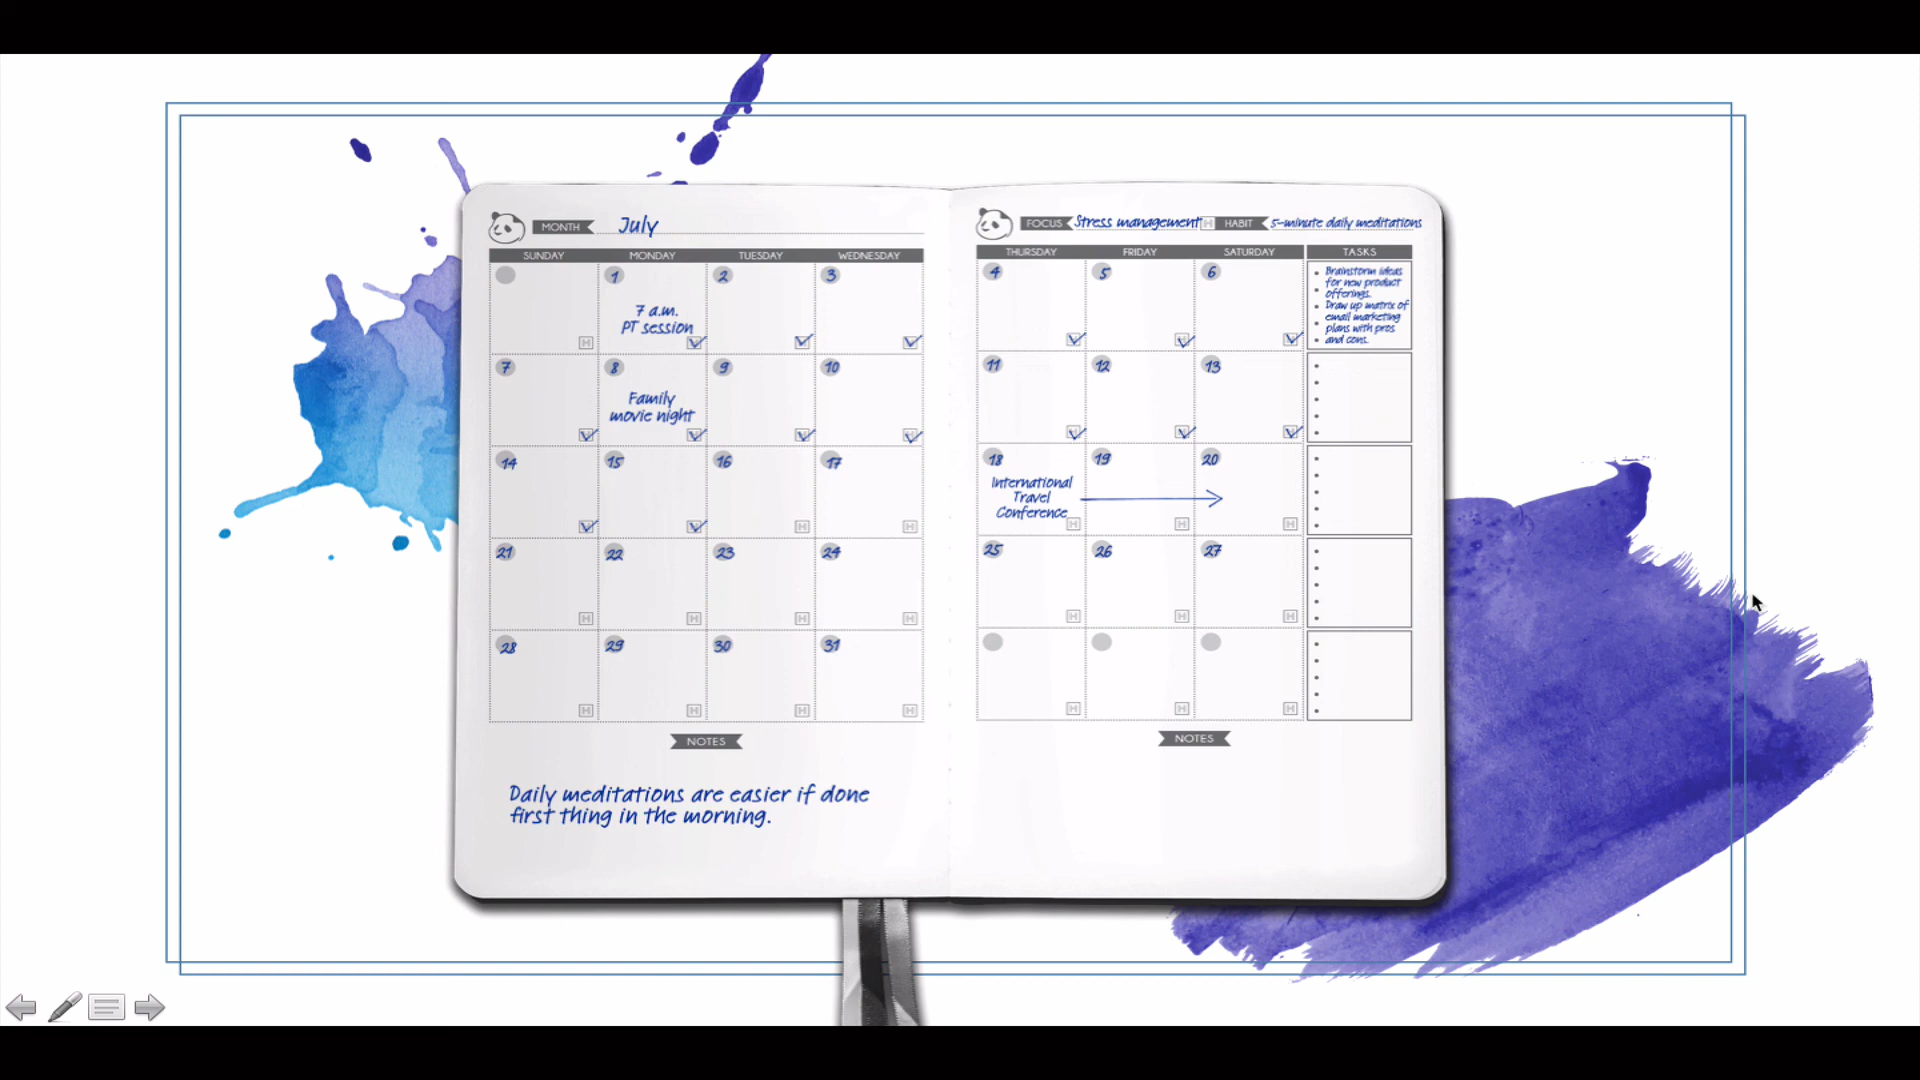 MONTH July
SUNDAY MONDAY TUESDAY WEDNESDAY
1 2 3
7 a.m.
PT session
H
7 8 9 10
Family
movie night
14 15 16 17
H H
21 22 23 24
H H H H
28 29 30 31
H H H H
NOTES
Daily meditations are easier if done
first thing in the morning.
FOCUS Stress management H HABIT 5-minute daily meditations
THURSDAY FRIDAY SATURDAY TASKS
4 5 6
Brainstorm ideas
for new product
offerings.
Draw up matrix of
email marketing
plans with pros
and cons.
11 12 13
18 19 20
International
Travel
Conference
H H H
25 26 27
H H H
H H H
NOTES